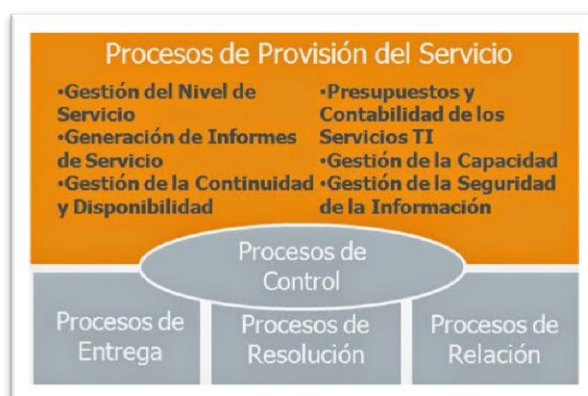 Procesos de Provisión del Servicio
•Gestión del Nivel de
Servicio
•Generación de Informes
de Servicio
•Gestión de la Continuidad
y Disponibilidad
•Presupuestos y
Contabilidad de los
Servicios TI
•Gestión de la Capacidad
•Gestión de la Seguridad
de la Información
Procesos de
Control
Procesos de
Entrega
Procesos de
Resolución
Procesos de
Relación